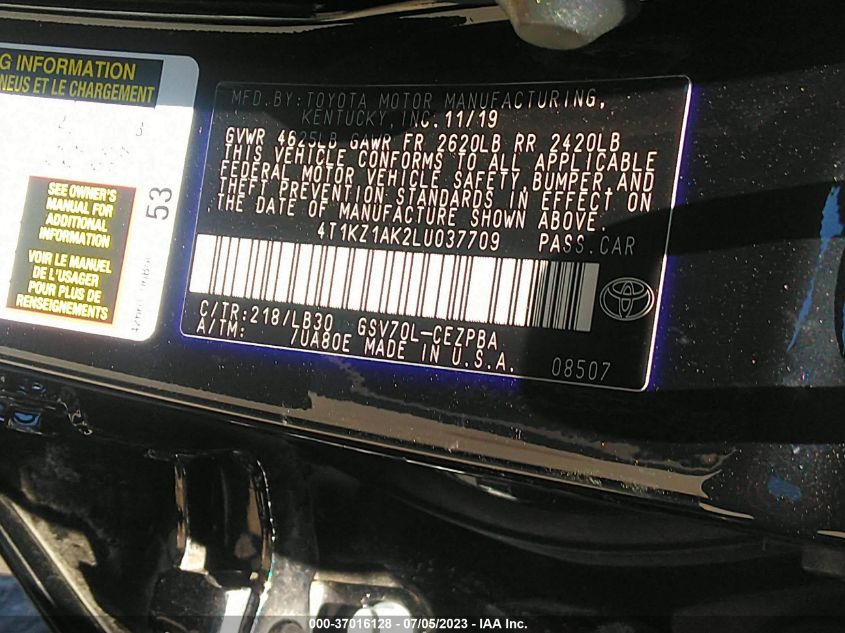 G INFORMATION
NEUS ET LE CHARGEMENT
SEE OWNER'S
MANUAL FOR
ADDITIONAL
INFORMATION
VOIR LE MANUEL
DE L'USAGER
POUR PLUS DE
RENSEIGNEMENTS
53
MFD. BY: TOYOTA MOTOR MANUFACTURING,
KENTUCKY, INC. 11/19
GVWR 4625LB GAWR FR 2620LB RR 2420LB
THIS VEHICLE CONFORMS TO ALL APPLICABLE
FEDERAL MOTOR VEHICLE SAFETY, BUMPER, AND
THEFT PREVENTION STANDARDS IN EFFECT ON
THE DATE OF MANUFACTURE SHOWN ABOVE.
4T1KZ1AK2LU037709 PASS. CAR
C/TR: 218/LB30 GSV70L-CEZPBA
A/TM: /UA80E MADE IN U.S.A.
08507
000-37016128 - 07/05/2023 - IAA Inc.